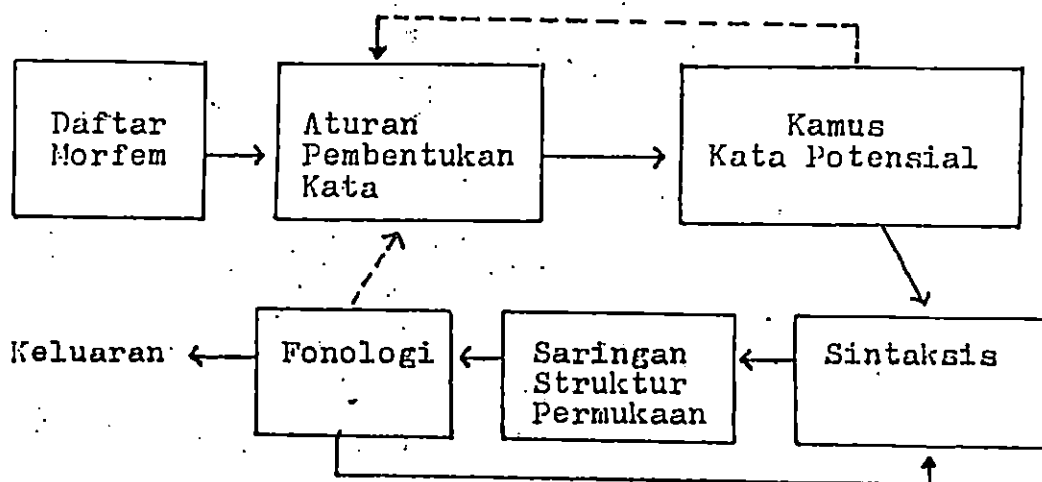 Daftar
Morfem
Aturan
Pembentukan
Kata
Kamus
Kata Potensial
Keluaran
Fonologi
Saringan
Struktur
Permukaan
Sintaksis